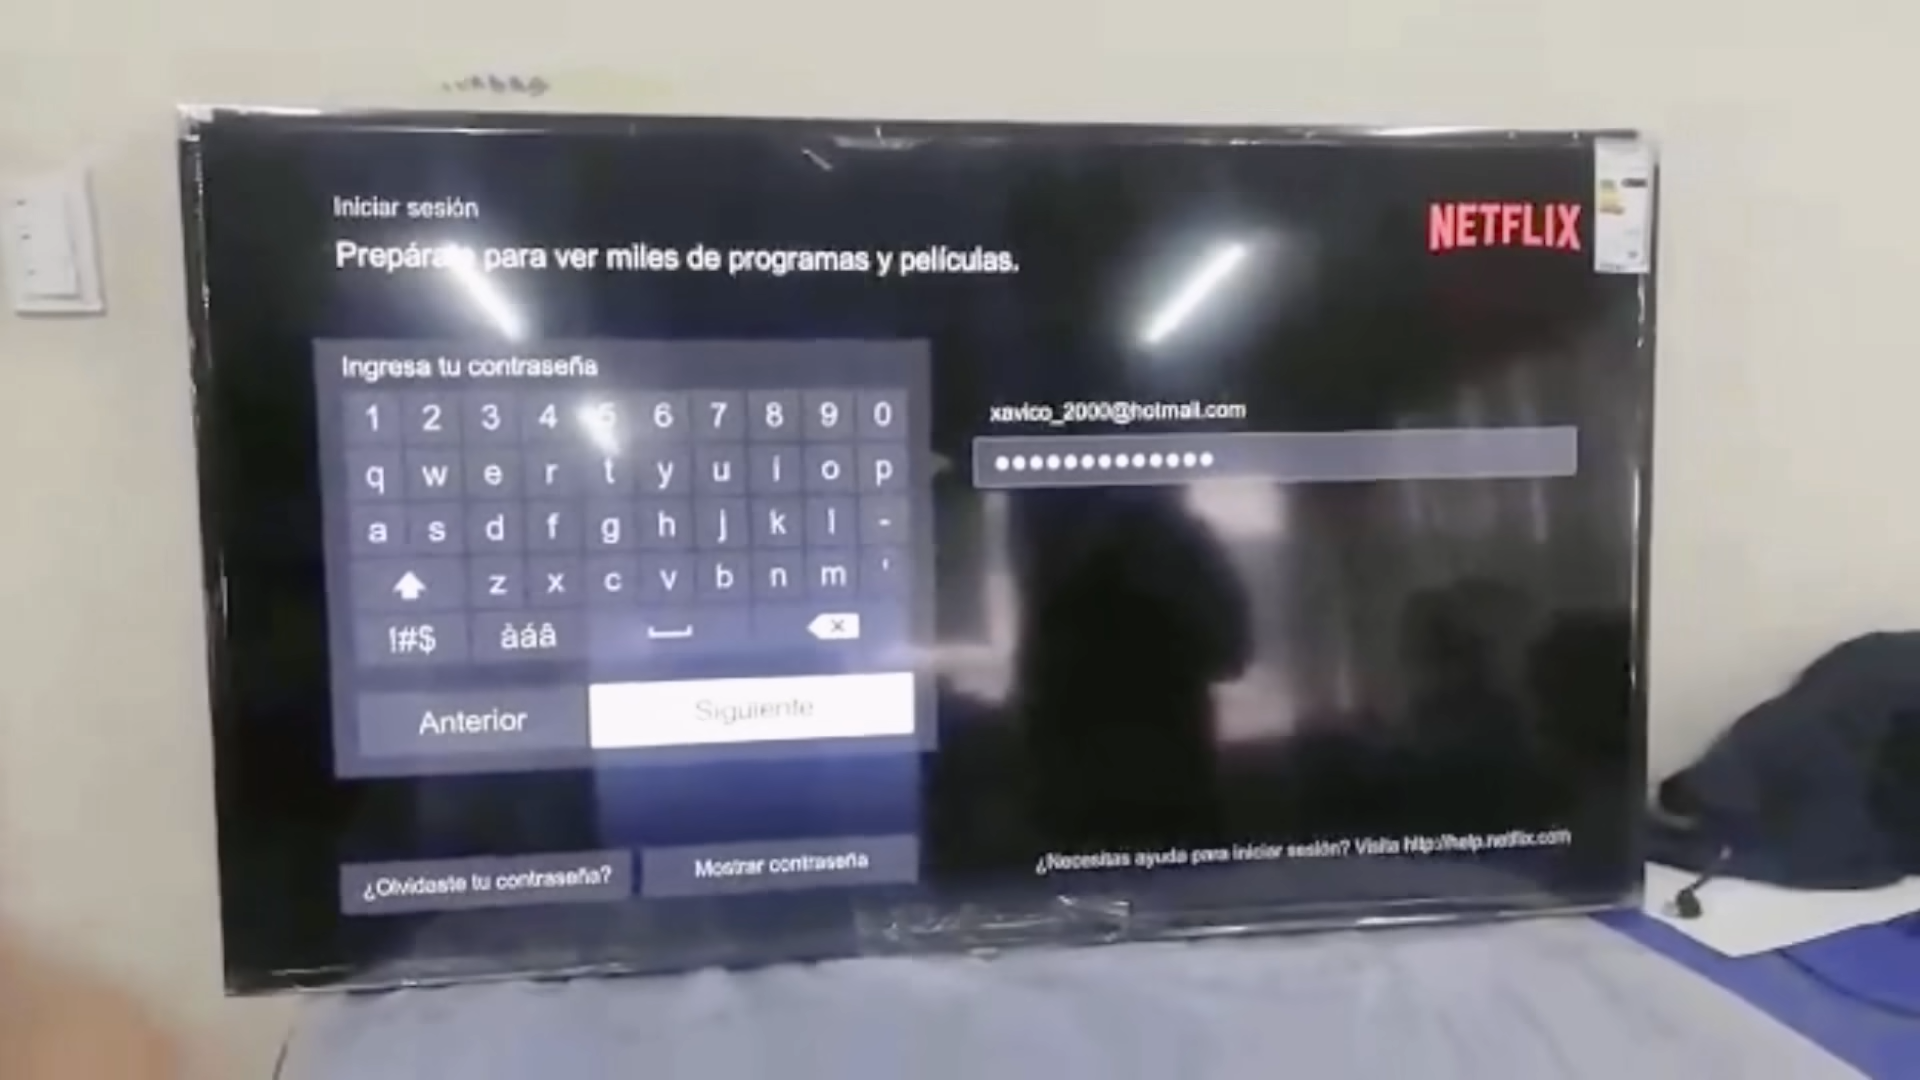 Iniciar sesión
NETFLIX
Prepárate para ver miles de programas y películas.
Ingresa tu contraseña
1 2 3 4 5 6 7 8 9 0
q w e r t y u i o p
a s d f g h j k l -
z x c v b n m '
!#$ àáâ
Anterior Siguiente
xavico_2000@hotmail.com
¿Olvidaste tu contraseña? Mostrar contraseña
¿Necesitas ayuda para iniciar sesión? Visita http://help.netflix.com